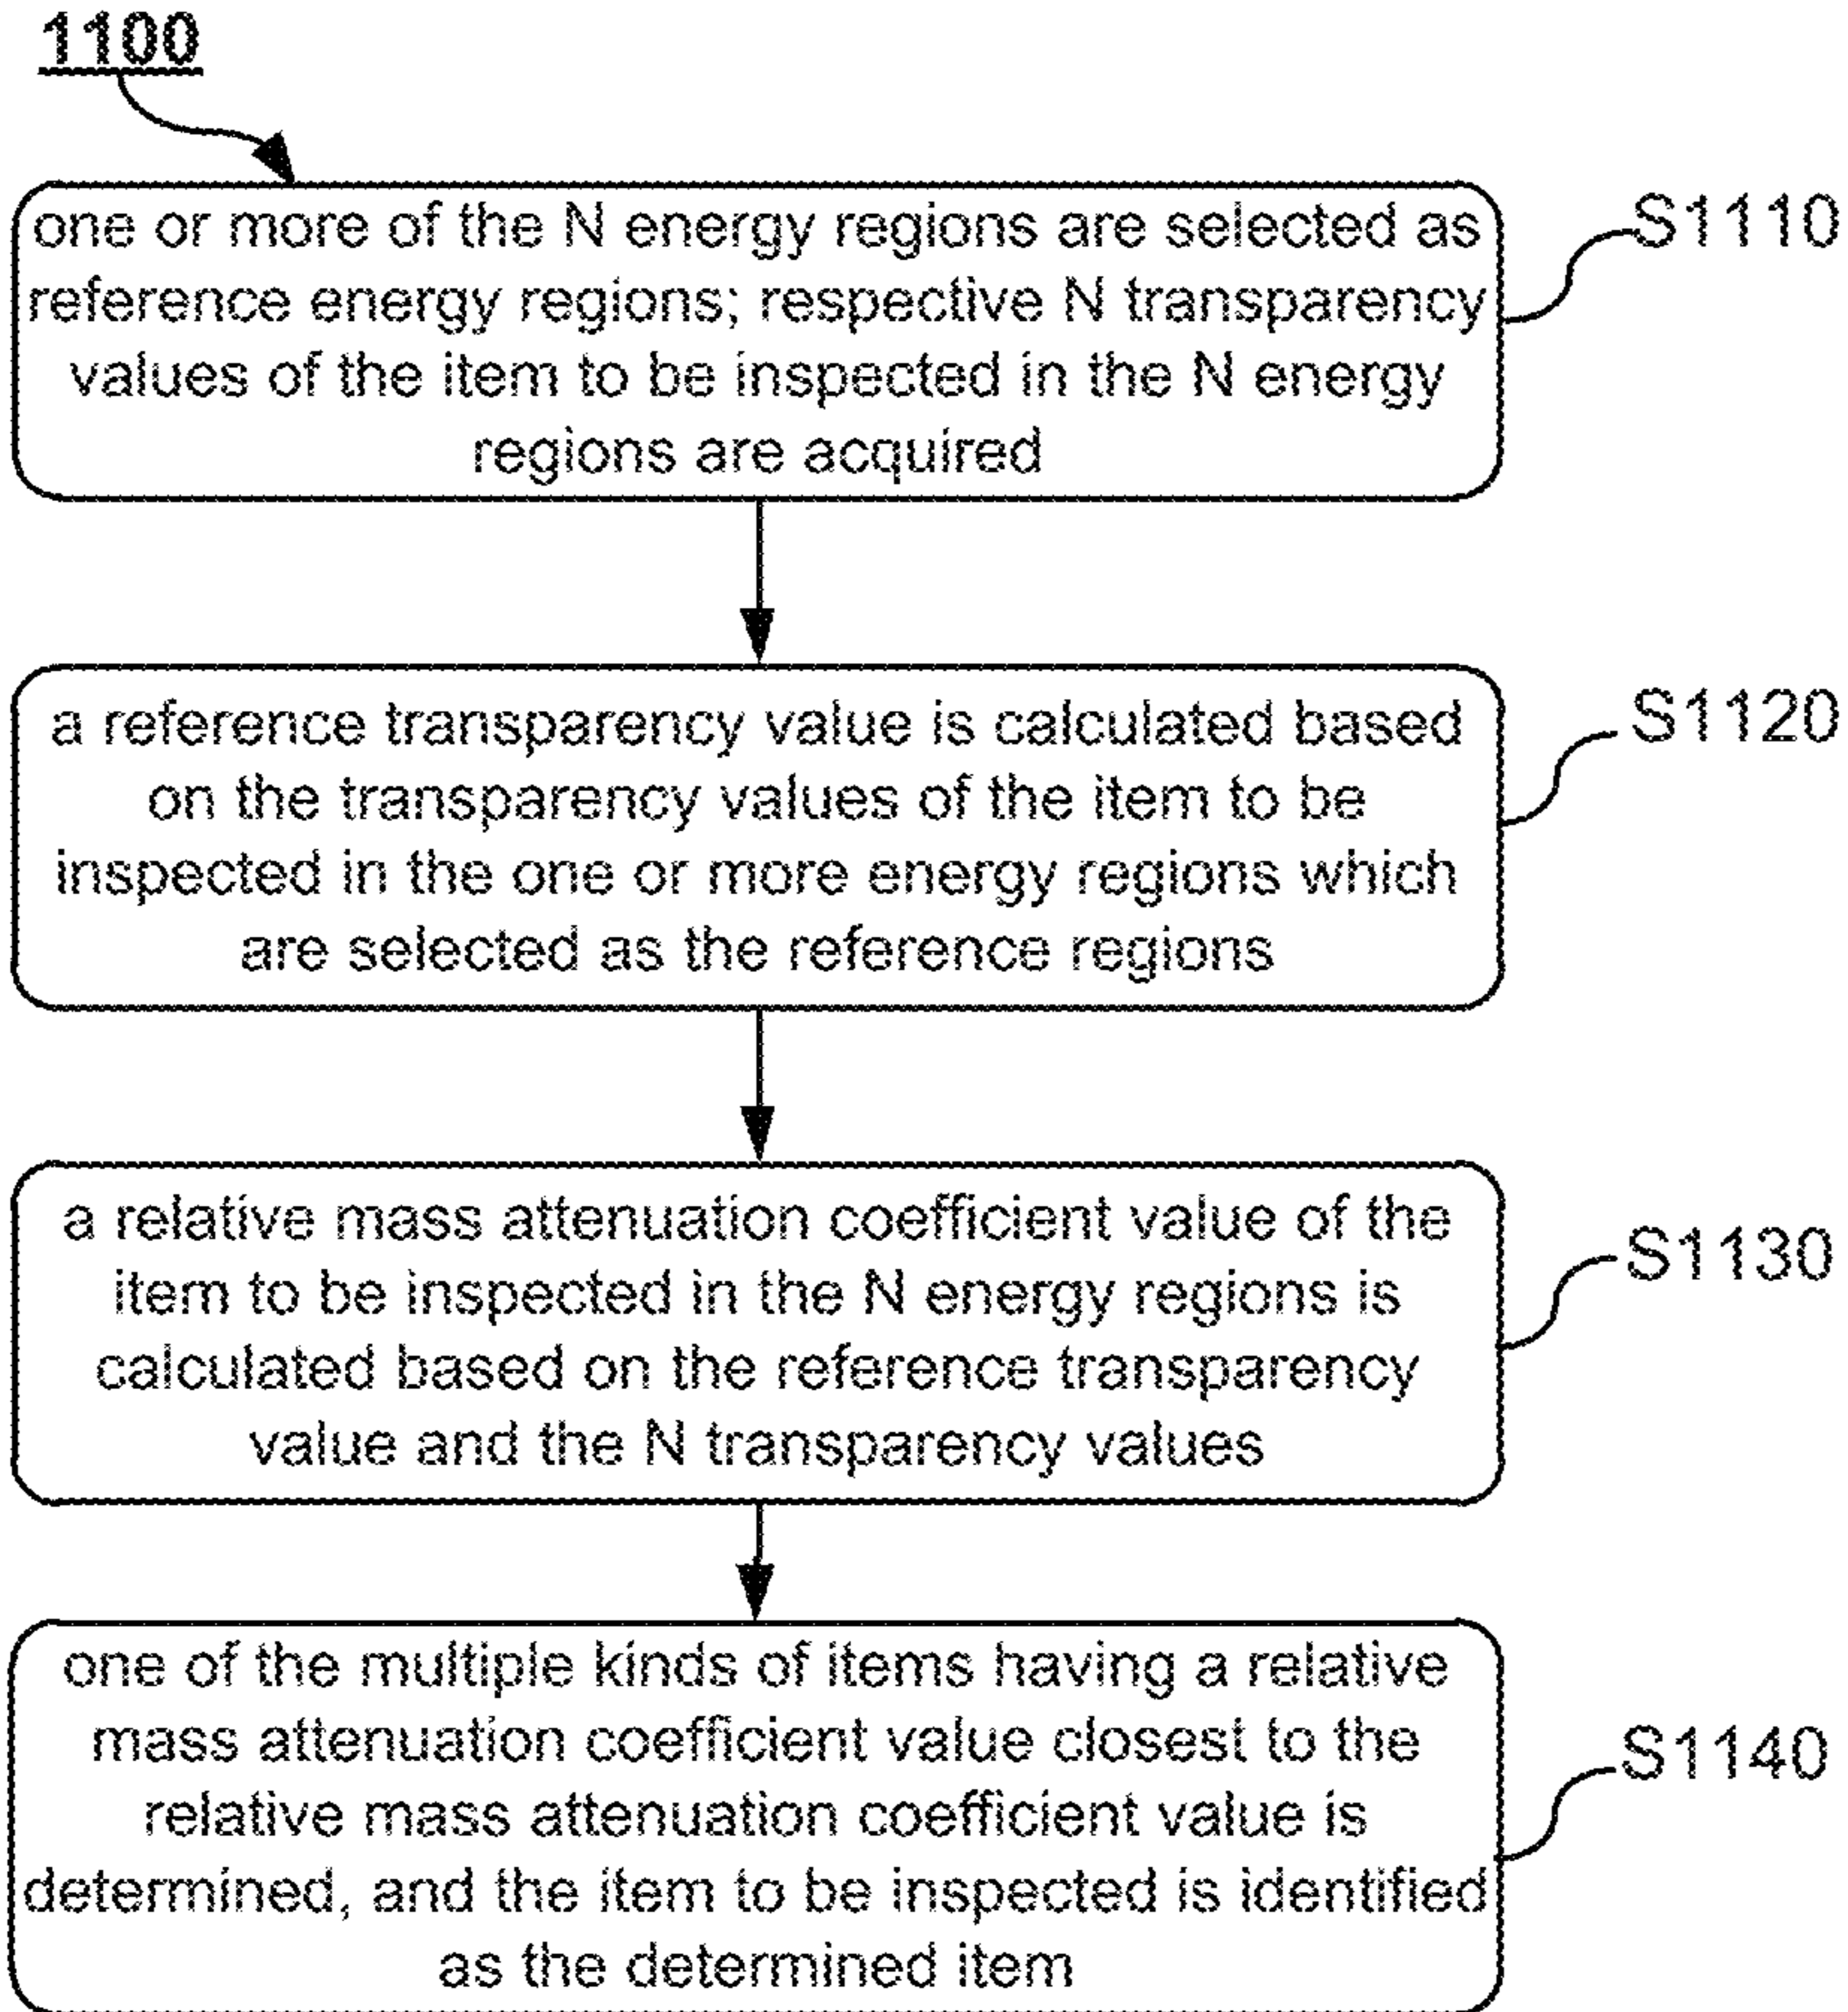 1100
one or more of the N energy regions are selected as
reference energy regions; respective N transparency
values of the item to be inspected in the N energy
regions are acquired
S1110
a reference transparency value is calculated based
on the transparency values of the item to be
inspected in the one or more energy regions which
are selected as the reference regions
S1120
a relative mass attenuation coefficient value of the
item to be inspected in the N energy regions is
calculated based on the reference transparency
value and the N transparency values
S1130
one of the multiple kinds of items having a relative
mass attenuation coefficient value closest to the
relative mass attenuation coefficient value is
determined, and the item to be inspected is identified
as the determined item
S1140